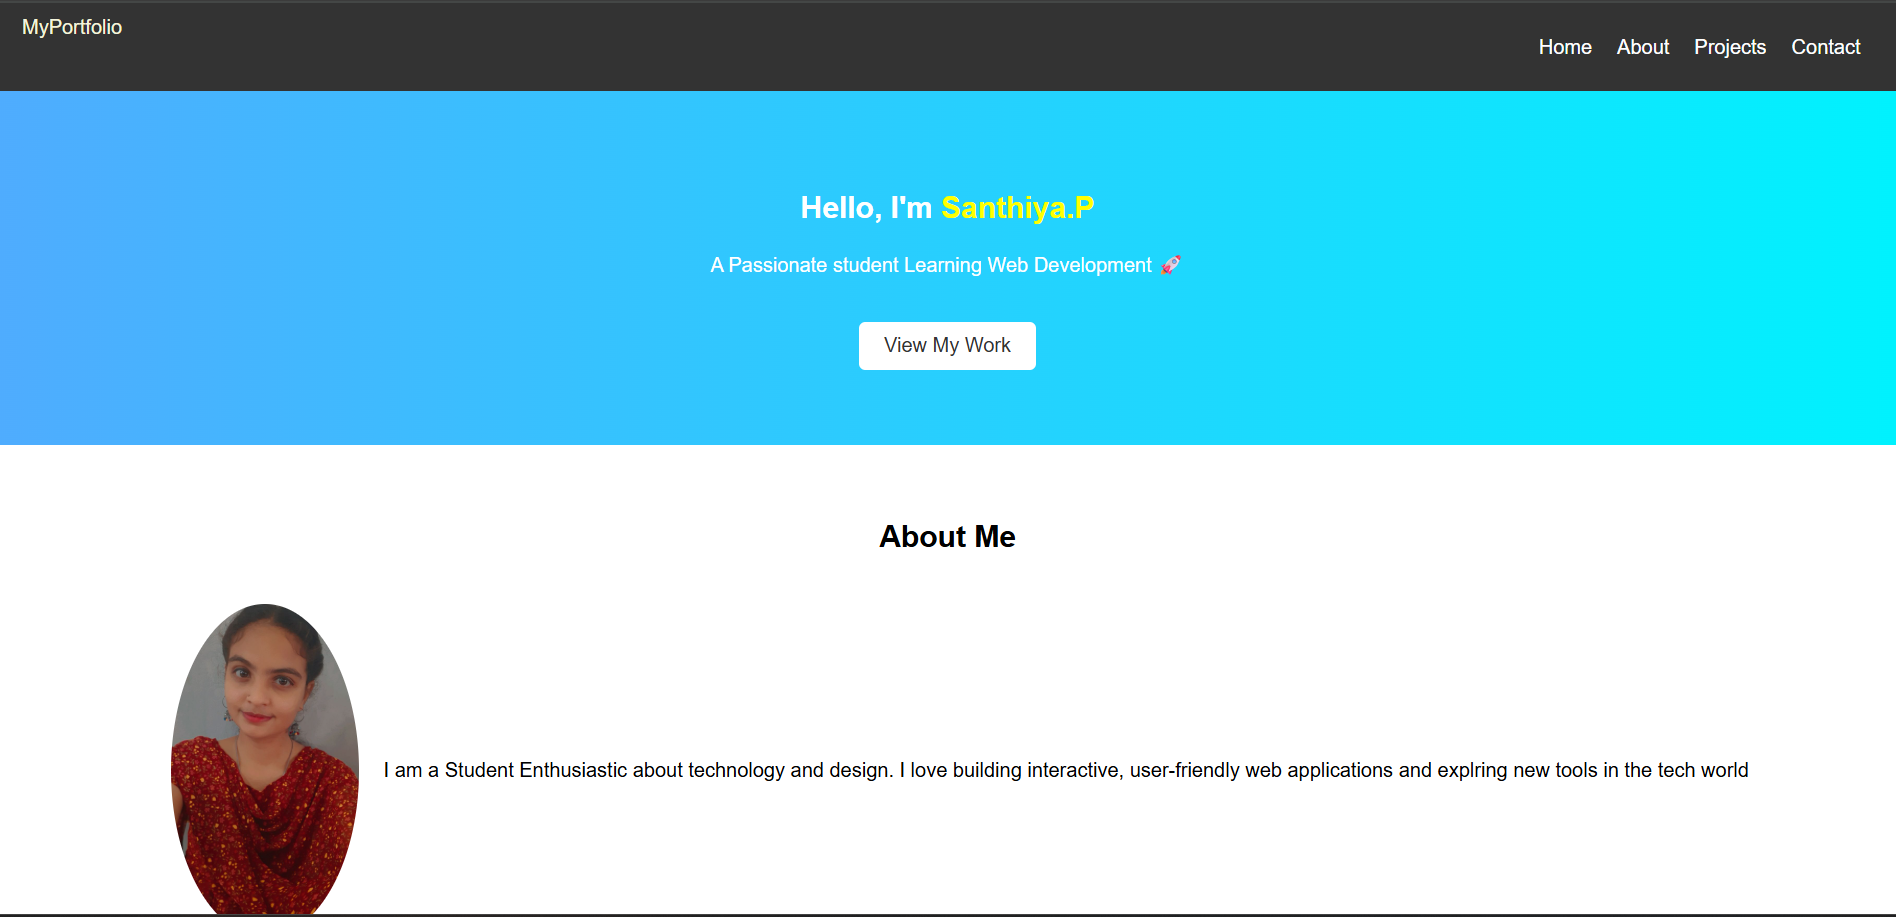 MyPortfolio
Home About Projects Contact
Hello, I'm Santhiya.P
A Passionate student Learning Web Development 🚀
View My Work
About Me
I am a Student Enthusiastic about technology and design. I love building interactive, user-friendly web applications and explring new tools in the tech world